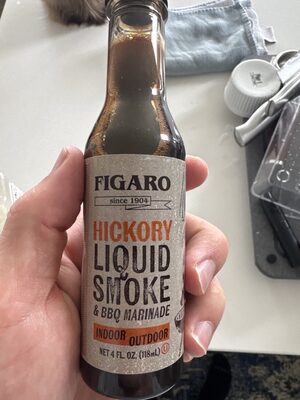 FIGARO
since 1904
HICKORY
LIQUID
SMOKE
& BBQ MARINADE
INDOOR OUTDOOR
NET 4 FL. OZ. (118mL)